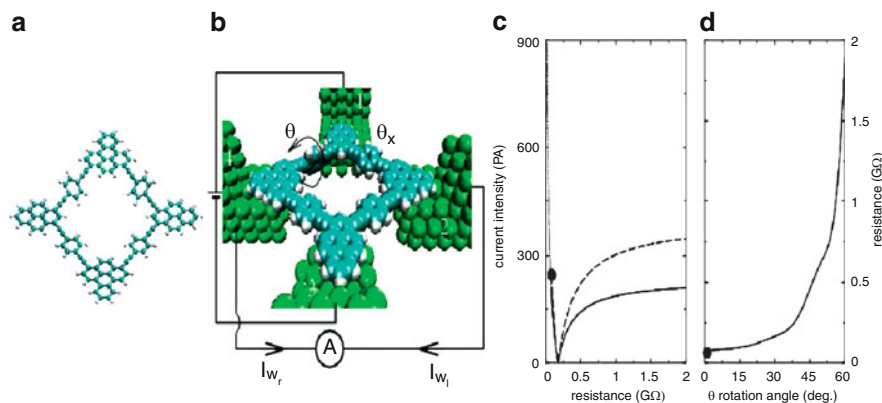 a
b
c
d
θ
θx
A
Iwr
Iwl
current intensity (PA)
900
600
300
0
0
0.5
1
1.5
2
resistance (GΩ)
0
15
30
45
60
θ rotation angle (deg.)
2
1.5
1
0.5
0
resistance (GΩ)